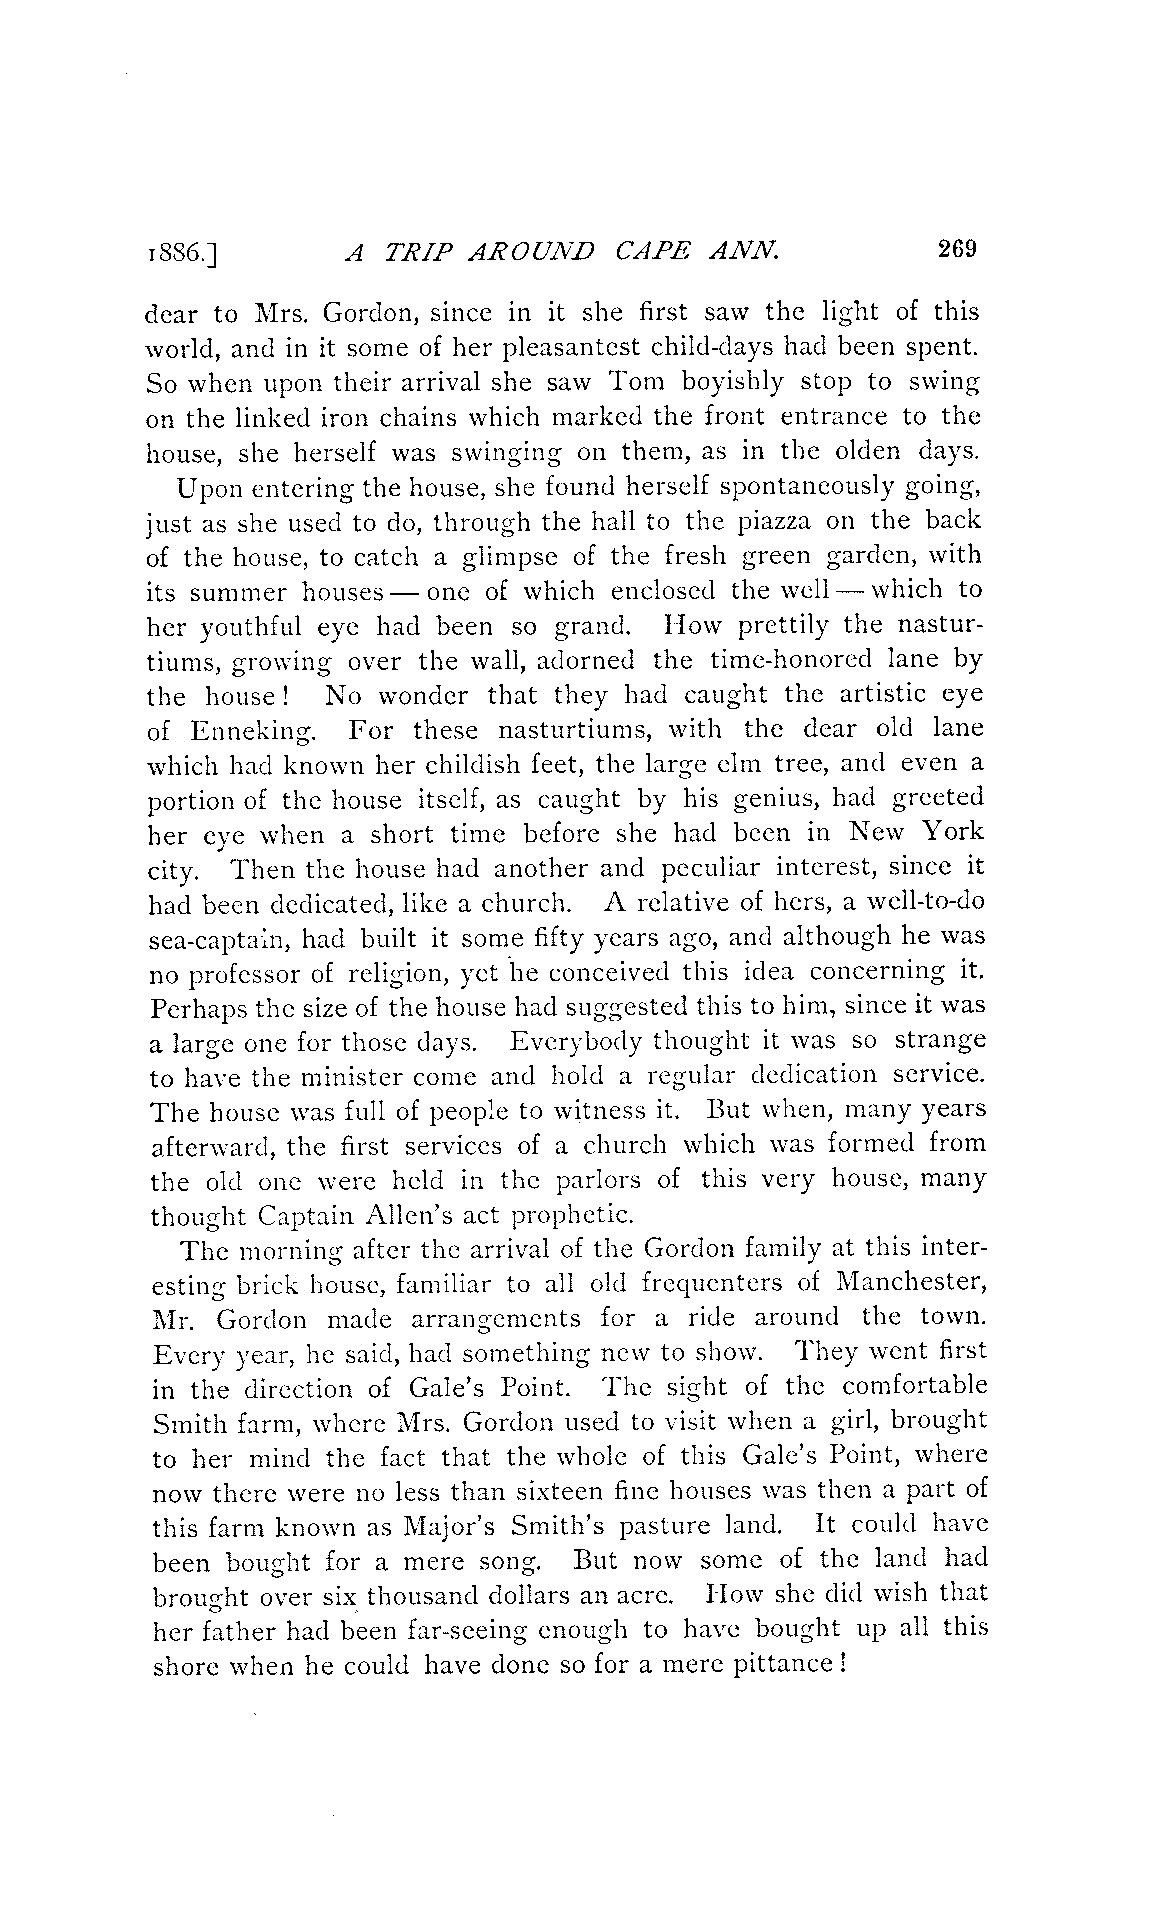 1886.] A TRIP AROUND CAPE ANN. 269
dear to Mrs. Gordon, since in it she first saw the light of this
world, and in it some of her pleasantest child-days had been spent.
So when upon their arrival she saw Tom boyishly stop to swing
on the linked iron chains which marked the front entrance to the
house, she herself was swinging on them, as in the olden days.
Upon entering the house, she found herself spontaneously going,
just as she used to do, through the hall to the piazza on the back
of the house, to catch a glimpse of the fresh green garden, with
its summer houses — one of which enclosed the well — which to
her youthful eye had been so grand. How prettily the nastur-
tiums, growing over the wall, adorned the time-honored lane by
the house! No wonder that they had caught the artistic eye
of Enneking. For these nasturtiums, with the dear old lane
which had known her childish feet, the large elm tree, and even a
portion of the house itself, as caught by his genius, had greeted
her eye when a short time before she had been in New York
city. Then the house had another and peculiar interest, since it
had been dedicated, like a church. A relative of hers, a well-to-do
sea-captain, had built it some fifty years ago, and although he was
no professor of religion, yet he conceived this idea concerning it.
Perhaps the size of the house had suggested this to him, since it was
a large one for those days. Everybody thought it was so strange
to have the minister come and hold a regular dedication service.
The house was full of people to witness it. But when, many years
afterward, the first services of a church which was formed from
the old one were held in the parlors of this very house, many
thought Captain Allen's act prophetic.
The morning after the arrival of the Gordon family at this inter-
esting brick house, familiar to all old frequenters of Manchester,
Mr. Gordon made arrangements for a ride around the town.
Every year, he said, had something new to show. They went first
in the direction of Gale's Point. The sight of the comfortable
Smith farm, where Mrs. Gordon used to visit when a girl, brought
to her mind the fact that the whole of this Gale's Point, where
now there were no less than sixteen fine houses was then a part of
this farm known as Major's Smith's pasture land. It could have
been bought for a mere song. But now some of the land had
brought over six thousand dollars an acre. How she did wish that
her father had been far-seeing enough to have bought up all this
shore when he could have done so for a mere pittance!